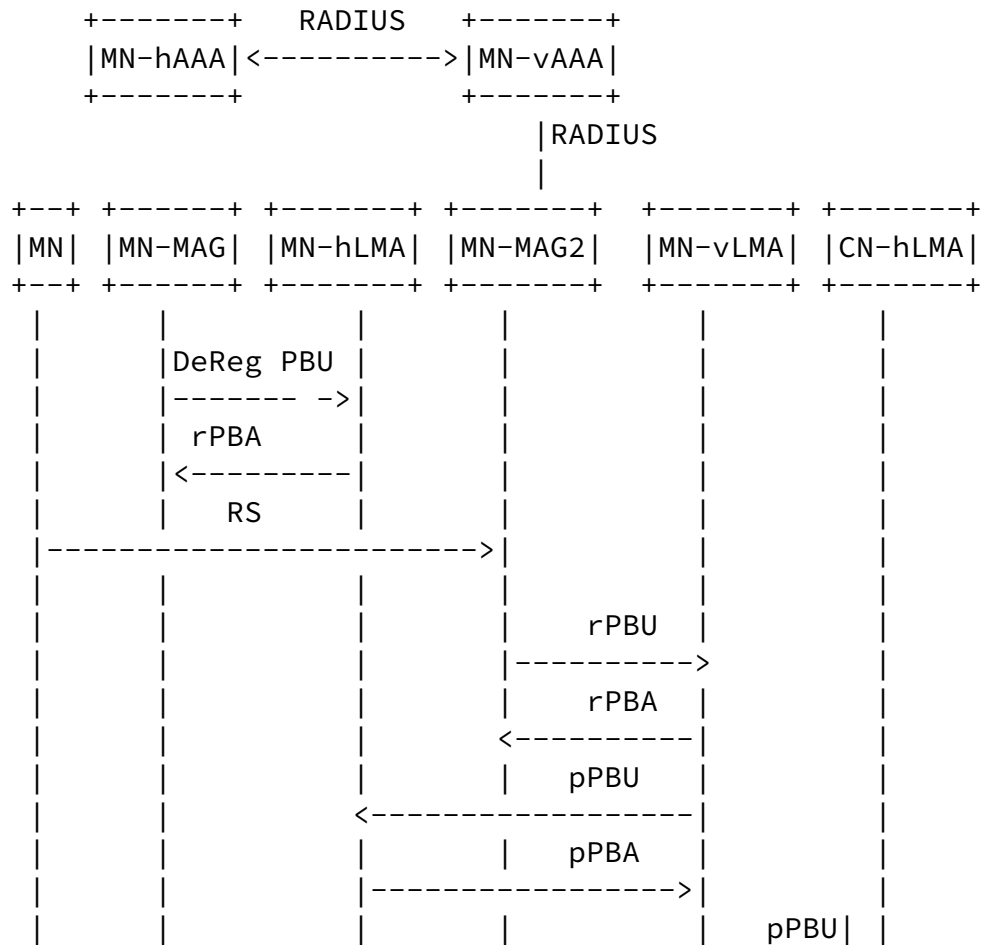 RADIUS
MN-hAAA MN-vAAA
RADIUS
MN MN-MAG MN-hLMA MN-MAG2 MN-vLMA CN-hLMA
DeReg PBU
rPBA
RS
rPBU
rPBA
pPBU
pPBA
pPBU